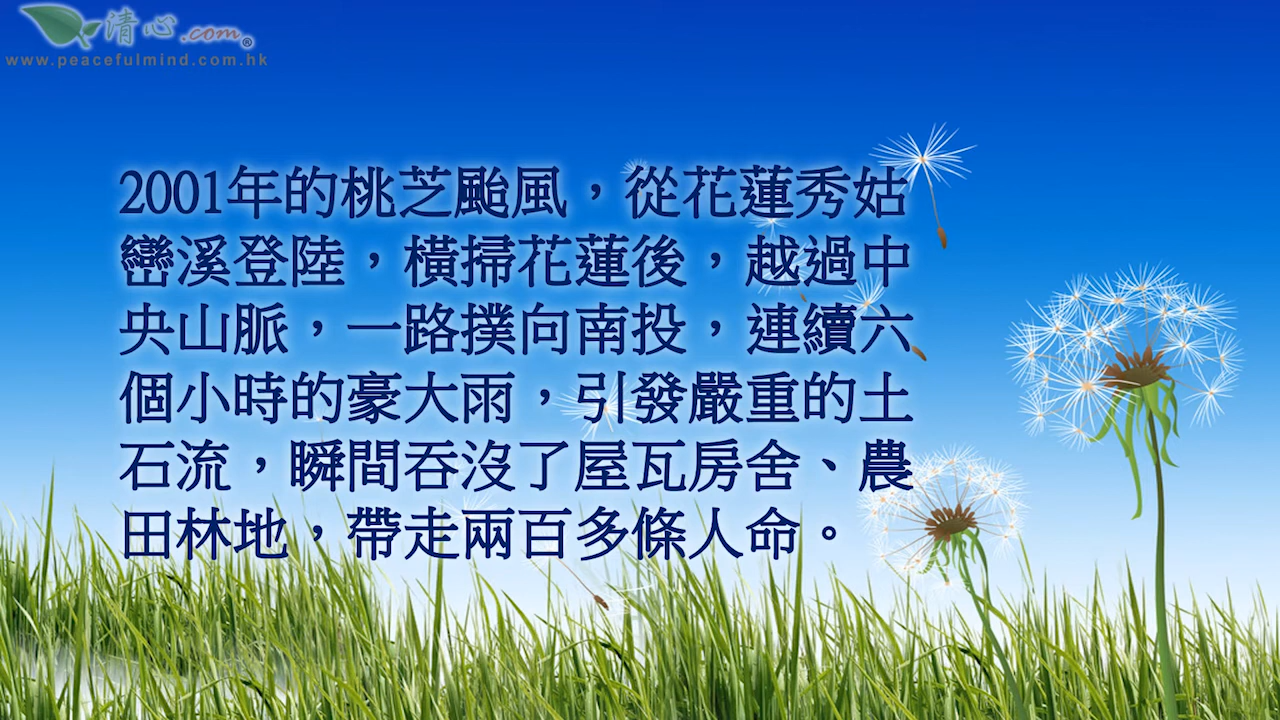 清心.com®
www.peacefulmind.com.hk
2001年的桃芝颱風，從花蓮秀姑
巒溪登陸，橫掃花蓮後，越過中
央山脈，一路撲向南投，連續六
個小時的豪大雨，引發嚴重的土
石流，瞬間吞沒了屋瓦房舍、農
田林地，帶走兩百多條人命。